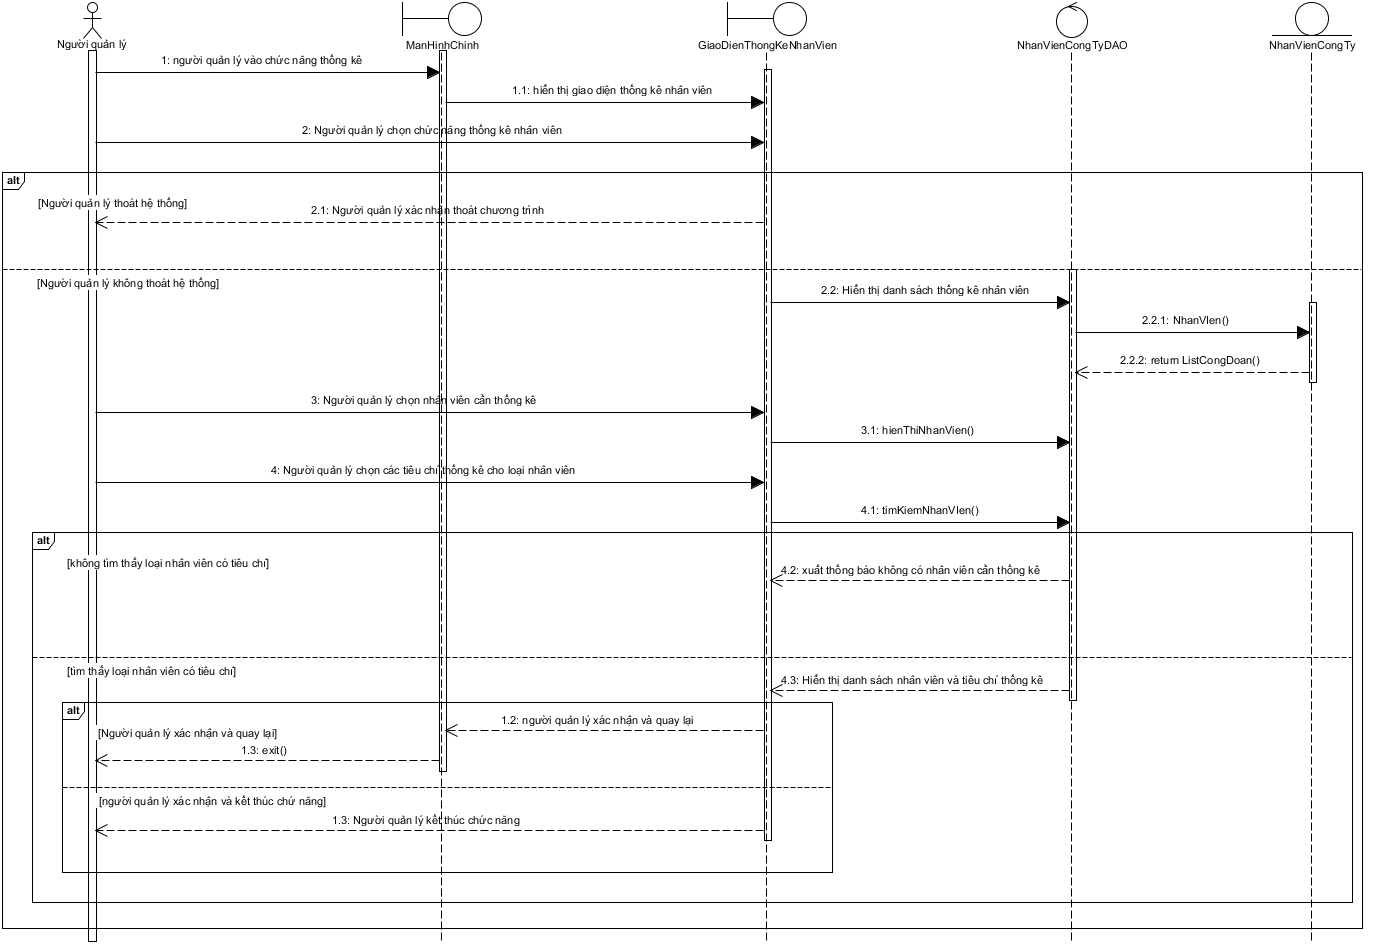 Người quản lý
ManHinhChinh
GiaoDienThongKeNhanVien
NhanVienCongTyDAO
NhanVienCongTy
1: người quản lý vào chức năng thống kê
1.1: hiển thị giao diện thống kê nhân viên
2: Người quản lý chọn chức năng thống kê nhân viên
alt
[Người quản lý thoát hệ thống]
2.1: Người quản lý xác nhận thoát chương trình
[Người quản lý không thoát hệ thống]
2.2: Hiển thị danh sách thống kê nhân viên
2.2.1: NhanVIen()
2.2.2: return ListCongDoan()
3: Người quản lý chọn nhân viên cần thống kê
3.1: hienThiNhanVien()
4: Người quản lý chọn các tiêu chí thống kê cho loại nhân viên
4.1: timKiemNhanVIen()
alt
[không tìm thấy loại nhân viên có tiêu chí]
4.2: xuất thông báo không có nhân viên cần thống kê
[tìm thấy loại nhân viên có tiêu chí]
4.3: Hiển thị danh sách nhân viên và tiêu chí thống kê
alt
1.2: người quản lý xác nhận và quay lại
[Người quản lý xác nhận và quay lại]
1.3: exit()
[người quản lý xác nhận và kết thúc chứ năng]
1.3: Người quản lý kết thúc chức năng